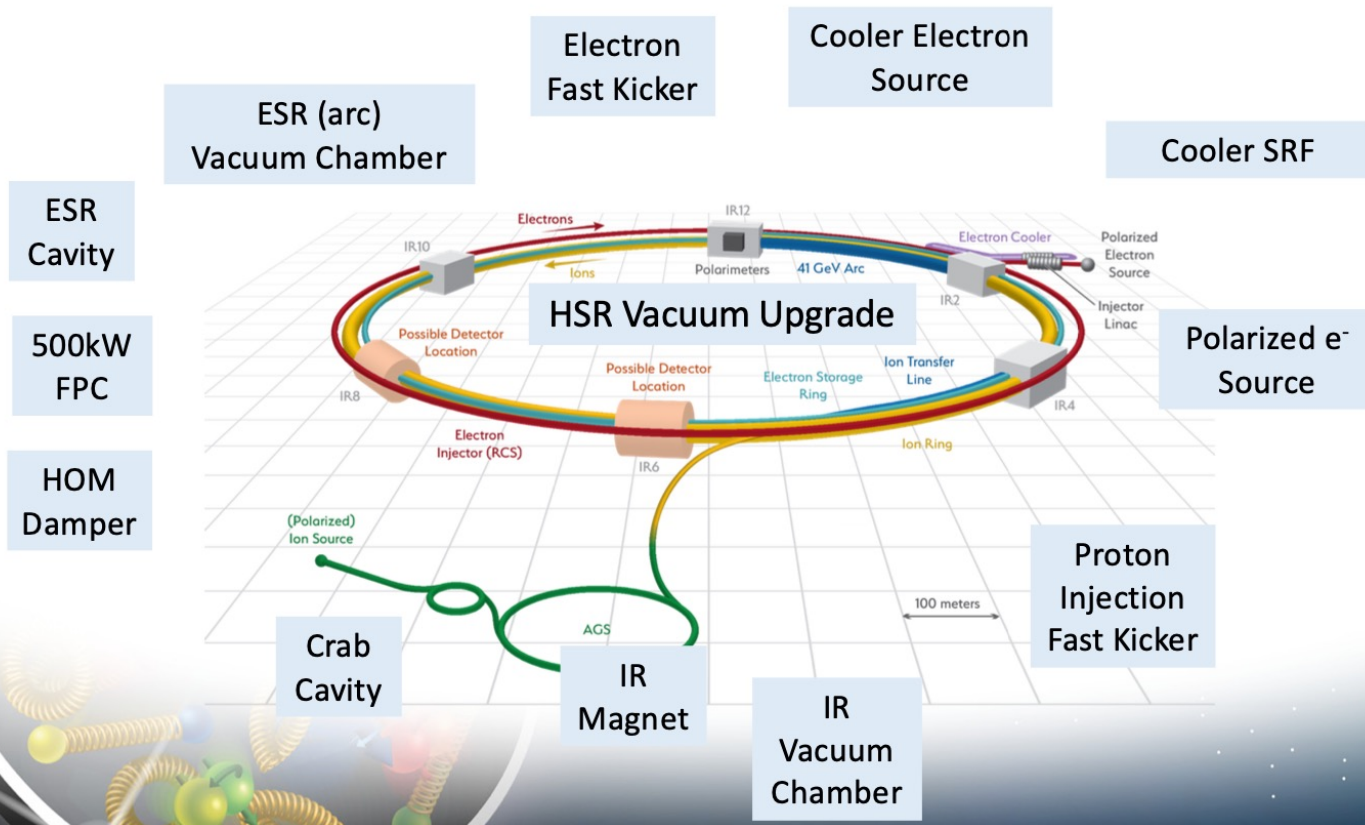 Electron
Fast Kicker
Cooler Electron
Source
ESR (arc)
Vacuum Chamber
Cooler SRF
ESR
Cavity
Electrons
IR12
IR10
Ions
Polarimeters
41 GeV Arc
Electron Cooler
Polarized
Electron
Source
IR2
Injector
Linac
HSR Vacuum Upgrade
500kW
FPC
Possible Detector
Location
Possible Detector
Location
Electron Storage
Ring
Ion Transfer
Line
Polarized e-
Source
IR8
IR4
Electron
Injector (RCS)
IR6
Ion Ring
HOM
Damper
(Polarized)
Ion Source
Proton
Injection
Fast Kicker
100 meters
AGS
Crab
Cavity
IR
Magnet
IR
Vacuum
Chamber